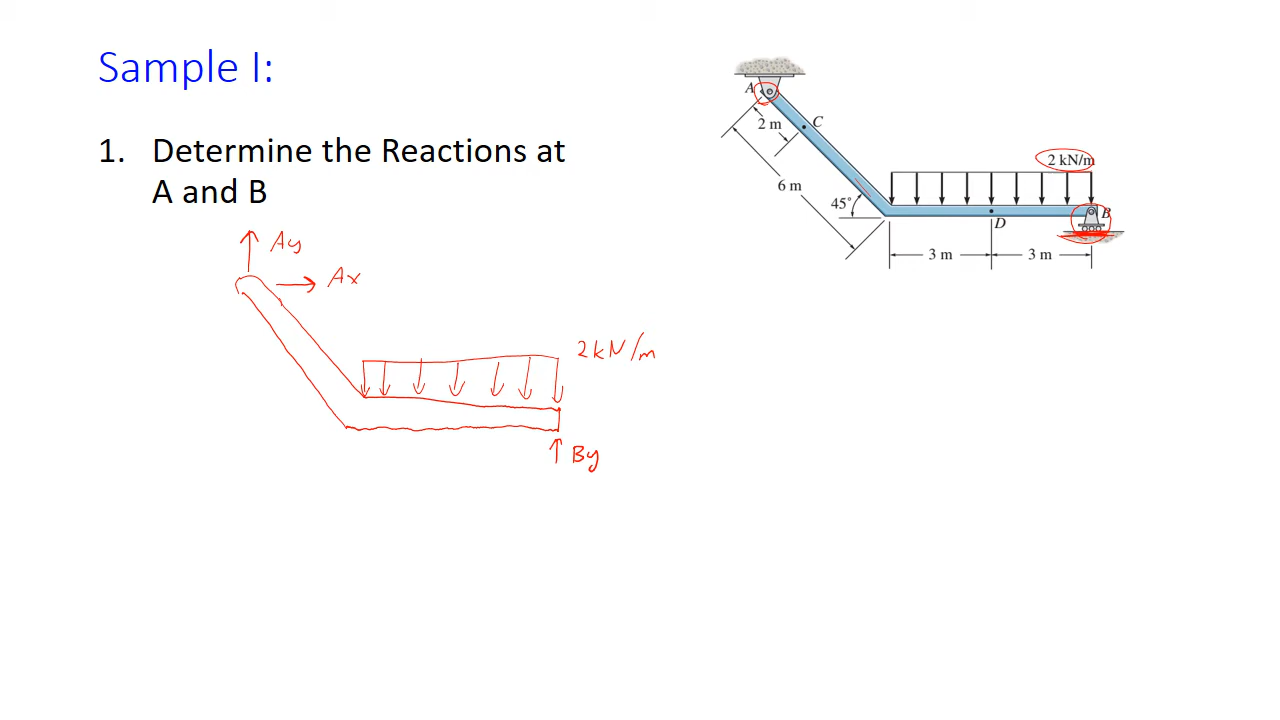 Sample I:
1. Determine the Reactions at
A and B
A
2 m
C
2 kN/m
6 m
45°
B
D
3 m
3 m
Ay
Ax
2kN/m
By